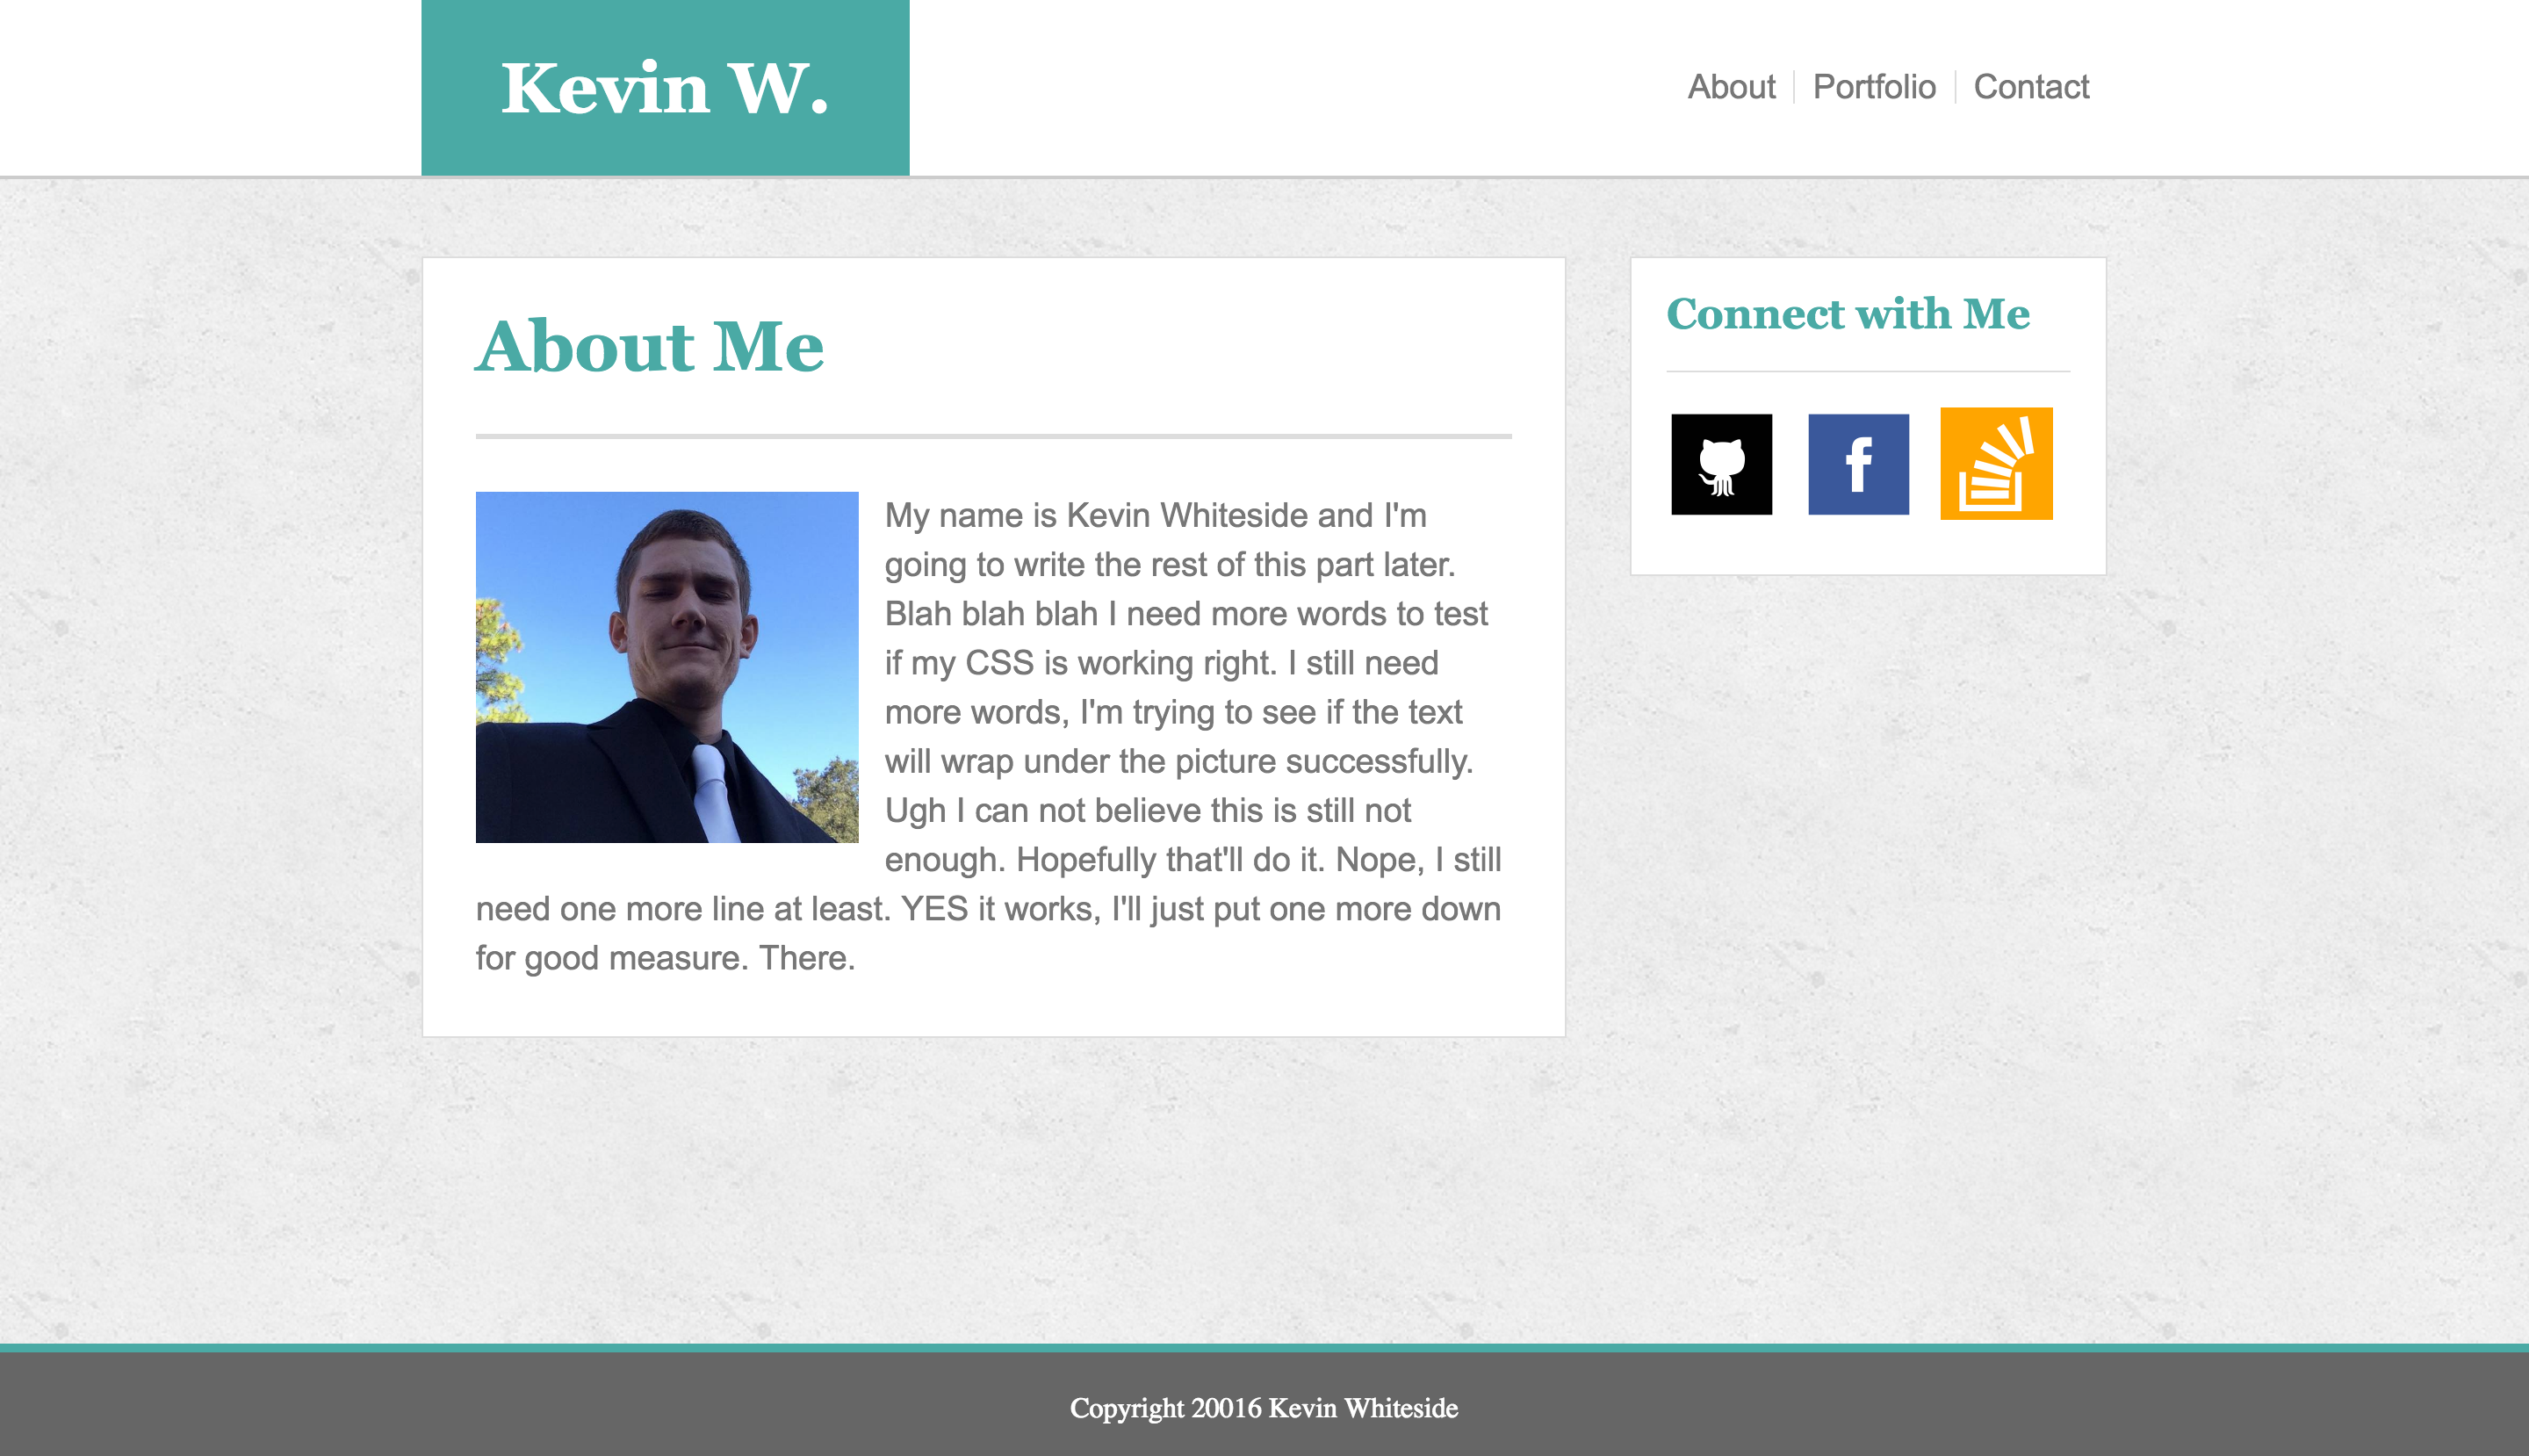 Kevin W.
About
Portfolio
Contact
About Me
My name is Kevin Whiteside and I'm
going to write the rest of this part later.
Blah blah blah I need more words to test
if my CSS is working right. I still need
more words, I'm trying to see if the text
will wrap under the picture successfully.
Ugh I can not believe this is still not
enough. Hopefully that'll do it. Nope, I still
need one more line at least. YES it works, I'll just put one more down
for good measure. There.
Connect with Me
f
Copyright 20016 Kevin Whiteside